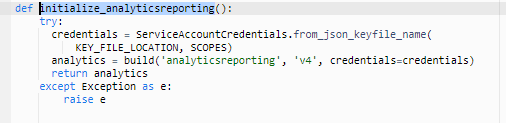 def initialize_analyticsreporting():
    try:
      credentials = ServiceAccountCredentials.from_json_keyfile_name(
          KEY_FILE_LOCATION, SCOPES)
      analytics = build('analyticsreporting', 'v4', credentials=credentials)
      return analytics
    except Exception as e:
        raise e